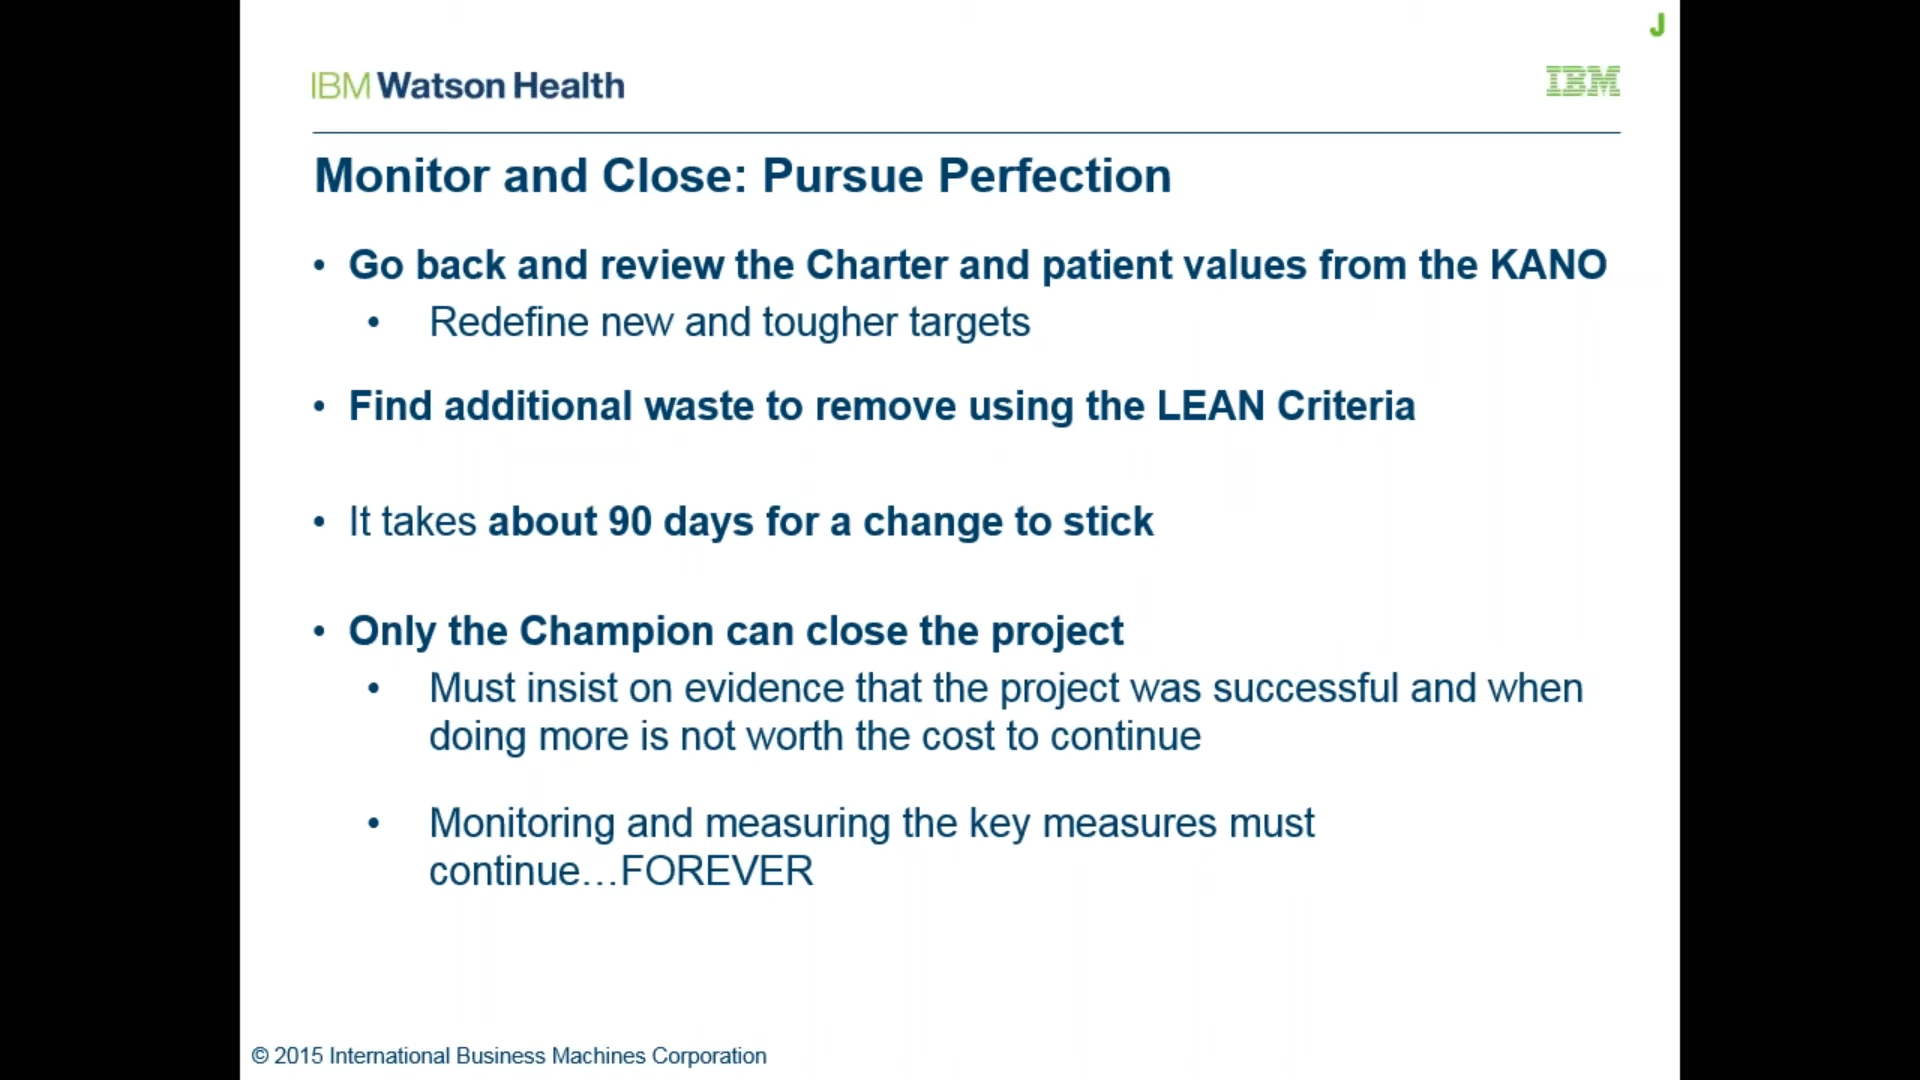 J
IBM Watson Health
IBM
Monitor and Close: Pursue Perfection
• Go back and review the Charter and patient values from the KANO
• Redefine new and tougher targets
• Find additional waste to remove using the LEAN Criteria
• It takes about 90 days for a change to stick
• Only the Champion can close the project
• Must insist on evidence that the project was successful and when
doing more is not worth the cost to continue
• Monitoring and measuring the key measures must
continue…FOREVER
© 2015 International Business Machines Corporation